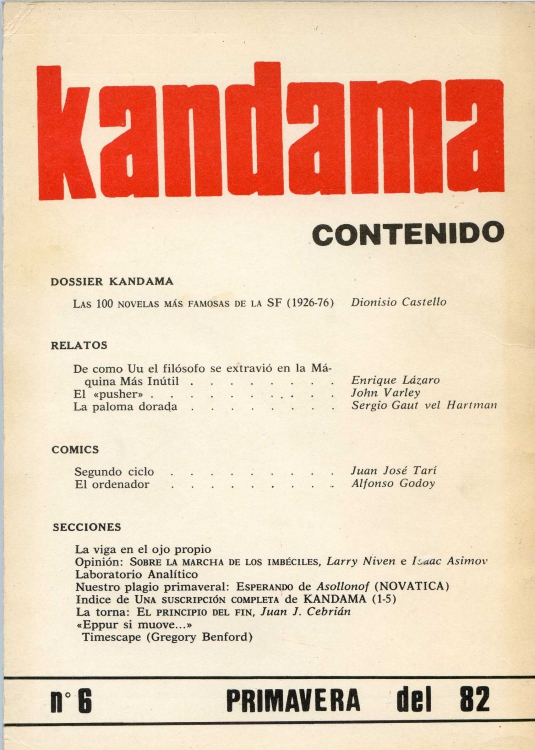 kandama
CONTENIDO
DOSSIER KANDAMA
LAS 100 NOVELAS MÁS FAMOSAS DE LA SF (1926-76) Dionisio Castello
RELATOS
De como Uu el filósofo se extravió en la Má-
quina Más Inútil . . . . . . . . Enrique Lázaro
El «pusher» . . . . . . . . . John Varley
La paloma dorada . . . . . . . . Sergio Gaut vel Hartman
COMICS
Segundo ciclo . . . . . . . . Juan José Tarí
El ordenador . . . . . . . . Alfonso Godoy
SECCIONES
La viga en el ojo propio
Opinión: SOBRE LA MARCHA DE LOS IMBÉCILES, Larry Niven e Isaac Asimov
Laboratorio Analítico
Nuestro plagio primaveral: ESPERANDO de Asollonof (NOVATICA)
Indice de UNA SUSCRIPCIÓN COMPLETA de KANDAMA (1-5)
La torna: EL PRINCIPIO DEL FIN, Juan J. Cebrián
«Eppur si muove...»
Timescape (Gregory Benford)
n° 6 PRIMAVERA del 82